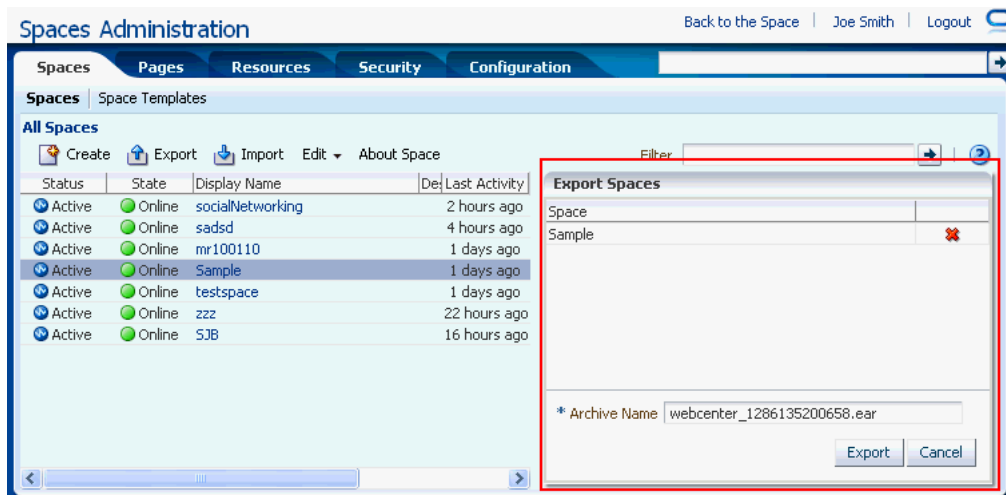 Spaces Administration
Back to the Space | Joe Smith | Logout
Spaces Pages Resources Security Configuration
Spaces | Space Templates
All Spaces
Create Export Import Edit About Space Filter
Status State Display Name De Last Activity
Active Online socialNetworking 2 hours ago
Active Online sadsd 4 hours ago
Active Online mr100110 1 days ago
Active Online Sample 1 days ago
Active Online testspace 1 days ago
Active Online zzz 22 hours ago
Active Online SJB 16 hours ago
Export Spaces
Space
Sample
* Archive Name webcenter_1286135200658.ear
Export Cancel